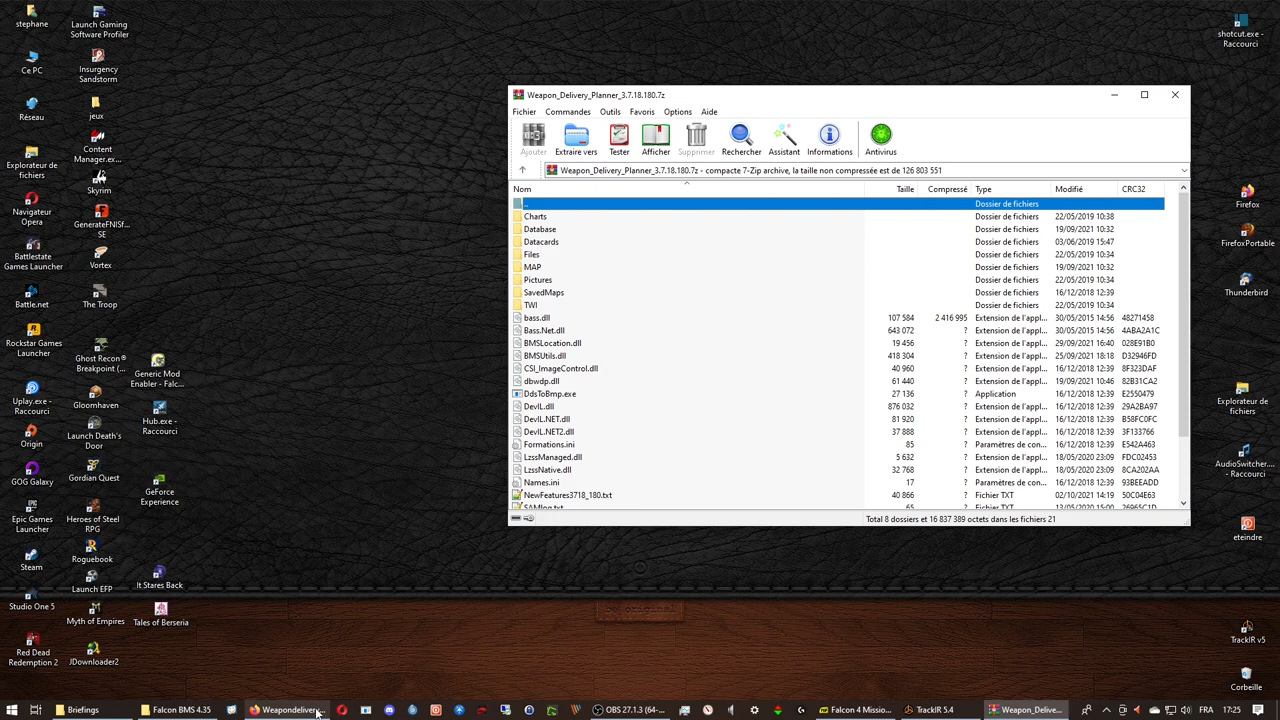 stephane
Launch Gaming
Software Profiler
Ce PC
Insurgency
Sandstorm
Réseau
jeux
Explorateur de
fichiers
Content
Manager.ex...
Skyrim
Navigateur
Opera
GenerateFNISf...
SE
Battlestate
Games Launcher
Vortex
Battle.net
The Troop
Rockstar Games
Launcher
Ghost Recon®
Breakpoint (...
Generic Mod
Enabler - Falc...
Uplay.exe -
Raccourci
Gloomhaven
Hub.exe -
Raccourci
Origin
Launch Death's
Door
GOG Galaxy
Gordian Quest
GeForce
Experience
Epic Games
Launcher
Heroes of Steel
RPG
Steam
Roguebook
Launch EFP
It Stares Back
Studio One 5
Myth of Empires
Tales of Berseria
Red Dead
Redemption 2
JDownloader2
Weapon_Delivery_Planner_3.7.18.180.7z
Fichier Commandes Outils Favoris Options Aide
Ajouter Extraire vers Tester Afficher Supprimer Rechercher Assistant Informations Antivirus
Weapon_Delivery_Planner_3.7.18.180.7z - compacte 7-Zip archive, la taille non compressée est de 126 803 551
Nom Taille Compressé Type Modifié CRC32
.. Dossier de fichiers
Charts Dossier de fichiers 22/05/2019 10:38
Database Dossier de fichiers 19/09/2021 10:32
Datacards Dossier de fichiers 03/06/2019 15:47
Files Dossier de fichiers 22/05/2019 10:34
MAP Dossier de fichiers 19/09/2021 10:32
Pictures Dossier de fichiers 22/05/2019 10:34
SavedMaps Dossier de fichiers 16/12/2018 12:39
TWI Dossier de fichiers 22/05/2019 10:34
bass.dll 107 584 2 416 995 Extension de l'appl... 30/05/2015 14:56 48271458
Bass.Net.dll 643 072 ? Extension de l'appl... 30/05/2015 14:56 4ABA2A1C
BMSLocation.dll 19 456 ? Extension de l'appl... 29/09/2021 16:40 028E91B0
BMSUtils.dll 418 304 ? Extension de l'appl... 25/09/2021 18:18 D32946FD
CSI_ImageControl.dll 40 960 ? Extension de l'appl... 16/12/2018 12:39 8F323DAF
dbwdp.dll 61 440 ? Extension de l'appl... 19/09/2021 10:46 82B31CA2
DdsToBmp.exe 27 136 ? Application 16/12/2018 12:39 E2550479
DevIL.dll 876 032 ? Extension de l'appl... 16/12/2018 12:39 29A2BA97
DevIL.NET.dll 81 920 ? Extension de l'appl... 16/12/2018 12:39 B58FC0FC
DevIL.NET2.dll 37 888 ? Extension de l'appl... 16/12/2018 12:39 3F133766
Formations.ini 85 ? Paramètres de con... 16/12/2018 12:39 E542A463
LzssManaged.dll 5 632 ? Extension de l'appl... 18/05/2020 23:09 FDC02453
LzssNative.dll 32 768 ? Extension de l'appl... 18/05/2020 23:09 8CA202AA
Names.ini 17 ? Paramètres de con... 16/12/2018 12:39 93BEEADD
NewFeatures3718_180.txt 40 866 ? Fichier TXT 02/10/2021 14:19 50C04E63
SAMlog.txt 65 ? Fichier TXT 13/05/2020 20:46 26965C1D
Total 8 dossiers et 16 837 389 octets dans les fichiers 21
shotcut.exe -
Raccourci
Firefox
FirefoxPortable
Thunderbird
Explorateur de
fichiers
AudioSwitcher....
- Raccourci
eteindre
TrackIR v5
Corbeille
be original
Briefings
Falcon BMS 4.35
Weapondelivery...
OBS 27.1.3 (64-...
Falcon 4 Missio...
TrackIR 5.4
Weapon_Delive...
FR 17:25